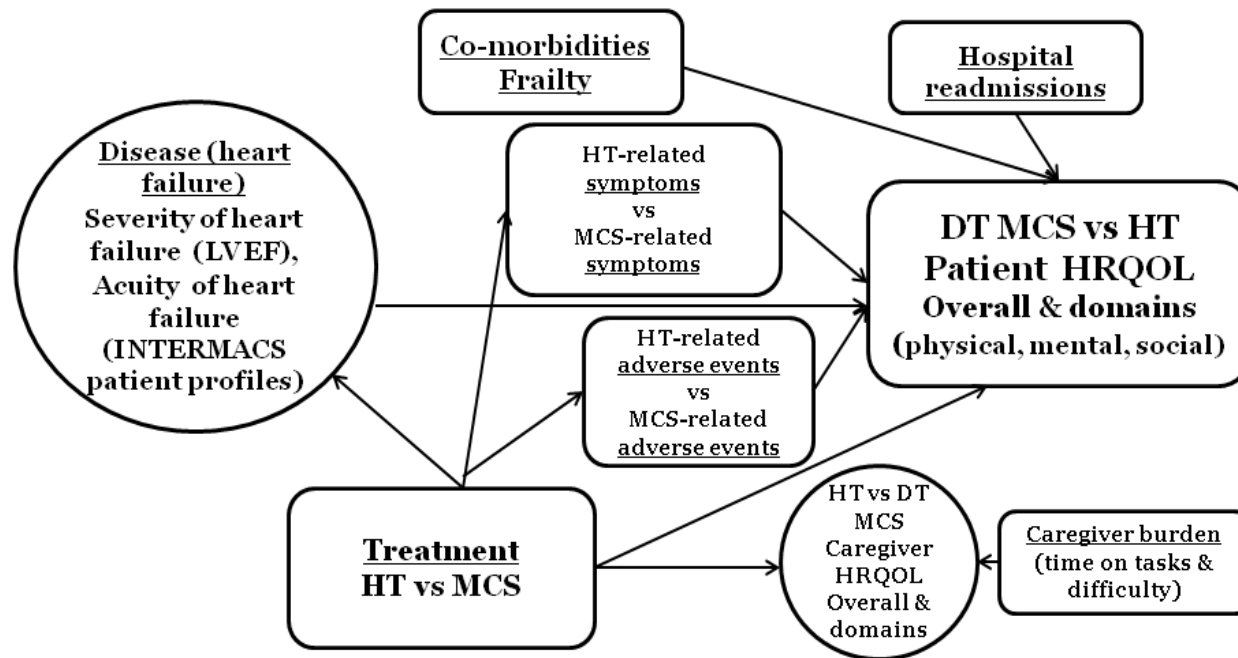 Co-morbidities
Frailty
Hospital
readmissions
Disease (heart
failure)
Severity of heart
failure (LVEF),
Acuity of heart
failure
(INTERMACS
patient profiles)
HT-related
symptoms
vs
MCS-related
symptoms
DT MCS vs HT
Patient HRQOL
Overall & domains
(physical, mental, social)
HT-related
adverse events
vs
MCS-related
adverse events
Treatment
HT vs MCS
HT vs DT
MCS
Caregiver
HRQOL
Overall &
domains
Caregiver burden
(time on tasks &
difficulty)